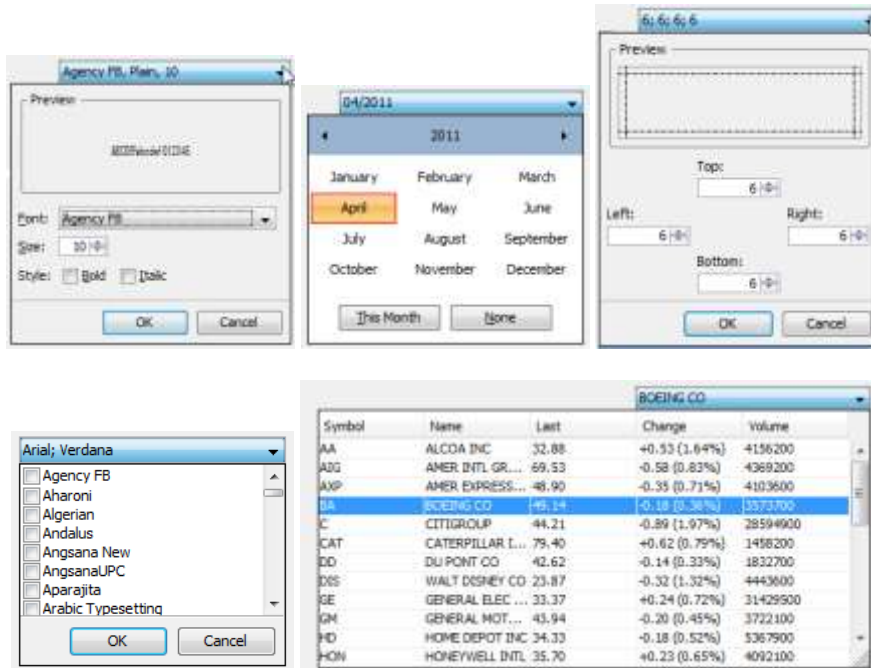 Agency FB, Plain, 10
Preview
Font: Agency FB
Size: 10
Style: Bold Italic
OK Cancel
04/2011
2011
January February March
April May June
July August September
October November December
This Month None
6; 6; 6; 6
Preview
Top:
6
Left: Right:
6 6
Bottom:
6
OK Cancel
Arial; Verdana
Agency FB
Aharoni
Algerian
Andalus
Angsana New
AngsanaUPC
Aparajita
Arabic Typesetting
OK Cancel
BOEING CO
Symbol Name Last Change Volume
AA ALCOA INC 32.88 +0.53 (1.64%) 4156200
AIG AMER INTL GR... 69.53 -0.58 (0.83%) 4369200
AXP AMER EXPRESS... 48.90 -0.35 (0.71%) 4103600
BA BOEING CO 49.14 -0.18 (0.36%) 3573700
C CITIGROUP 44.21 -0.89 (1.97%) 28594900
CAT CATERPILLAR I... 79.40 +0.62 (0.79%) 1458200
DD DU PONT CO 42.62 -0.14 (0.33%) 1832700
DIS WALT DISNEY CO 23.87 -0.32 (1.32%) 4443600
GE GENERAL ELEC ... 33.37 +0.24 (0.72%) 31429500
GM GENERAL MOT... 43.94 -0.20 (0.45%) 3722100
HD HOME DEPOT INC 34.33 -0.18 (0.52%) 5367900
HON HONEYWELL INTL 35.70 +0.23 (0.65%) 4092100